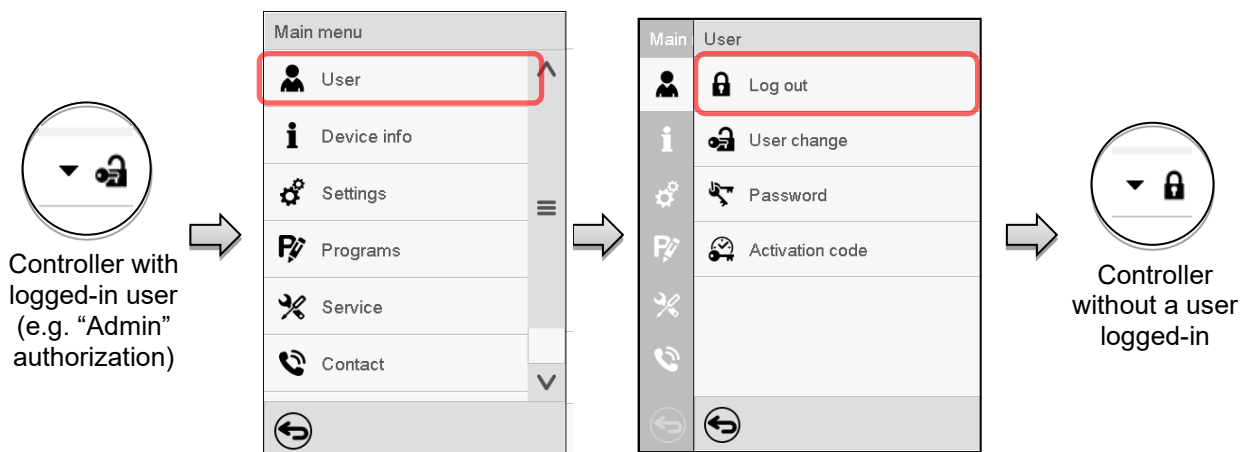 Controller with
logged-in user
(e.g. “Admin”
authorization)
Main menu
User
Device info
Settings
Programs
Service
Contact
Main
User
Log out
User change
Password
Activation code
Controller
without a user
logged-in